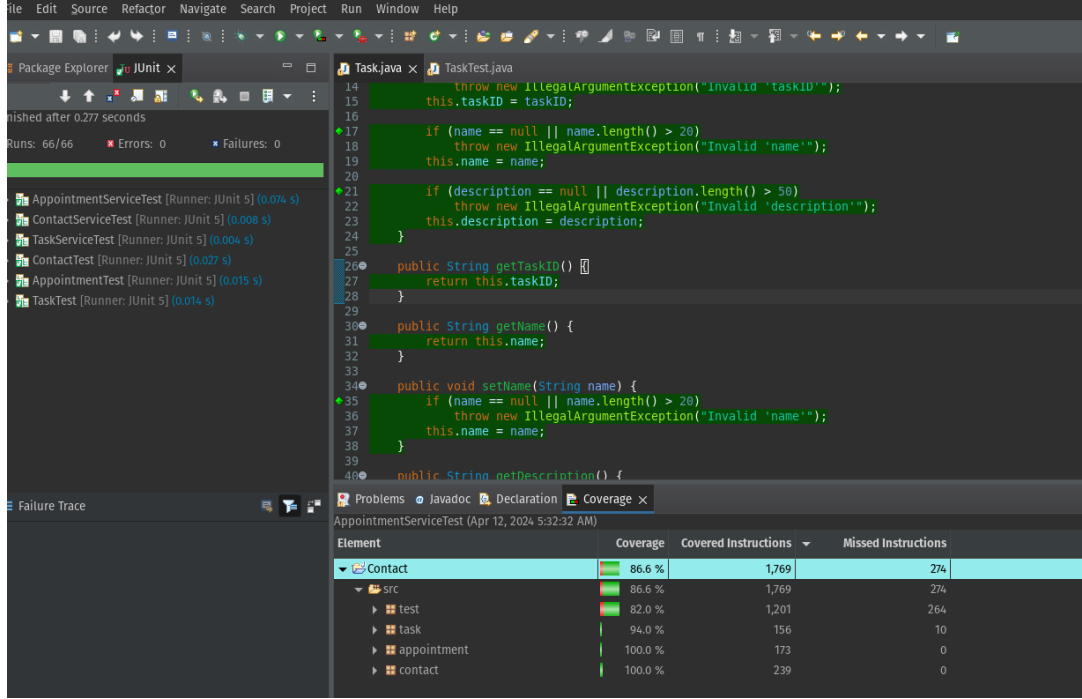 File Edit Source Refactor Navigate Search Project Run Window Help
Package Explorer JUnit
nished after 0.277 seconds
Runs: 66/66 Errors: 0 Failures: 0
AppointmentServiceTest [Runner: JUnit 5] (0.074 s)
ContactServiceTest [Runner: JUnit 5] (0.008 s)
TaskServiceTest [Runner: JUnit 5] (0.004 s)
ContactTest [Runner: JUnit 5] (0.027 s)
AppointmentTest [Runner: JUnit 5] (0.015 s)
TaskTest [Runner: JUnit 5] (0.014 s)
Failure Trace
Task.java TaskTest.java
14 throw new IllegalArgumentException("Invalid 'taskID'");
15 this.taskID = taskID;
16
17 if (name == null || name.length() > 20)
18 throw new IllegalArgumentException("Invalid 'name'");
19 this.name = name;
20
21 if (description == null || description.length() > 50)
22 throw new IllegalArgumentException("Invalid 'description'");
23 this.description = description;
24 }
25
26 public String getTaskID() {
27 return this.taskID;
28 }
29
30 public String getName() {
31 return this.name;
32 }
33
34 public void setName(String name) {
35 if (name == null || name.length() > 20)
36 throw new IllegalArgumentException("Invalid 'name'");
37 this.name = name;
38 }
39
40 public String getDescription() {
Problems Javadoc Declaration Coverage
AppointmentServiceTest (Apr 12, 2024 5:32:32 AM)
Element Coverage Covered Instructions Missed Instructions
Contact 86.6 % 1,769 274
src 86.6 % 1,769 274
test 82.0 % 1,201 264
task 94.0 % 156 10
appointment 100.0 % 173 0
contact 100.0 % 239 0